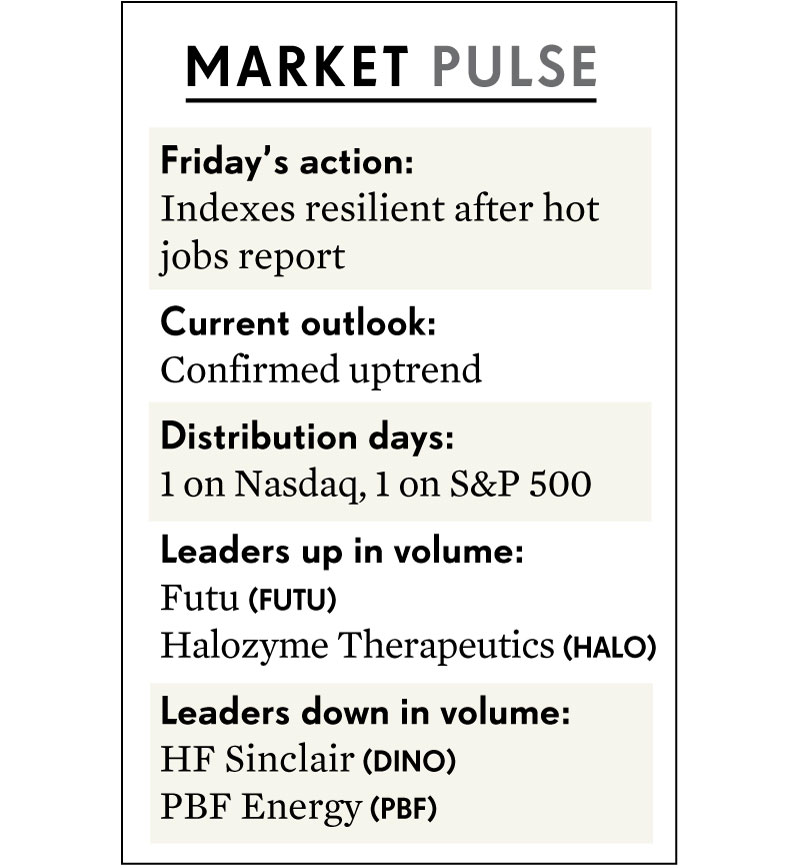 MARKET PULSE
Friday’s action:
Indexes resilient after hot
jobs report
Current outlook:
Confirmed uptrend
Distribution days:
1 on Nasdaq, 1 on S&P 500
Leaders up in volume:
Futu (FUTU)
Halozyme Therapeutics (HALO)
Leaders down in volume:
HF Sinclair (DINO)
PBF Energy (PBF)